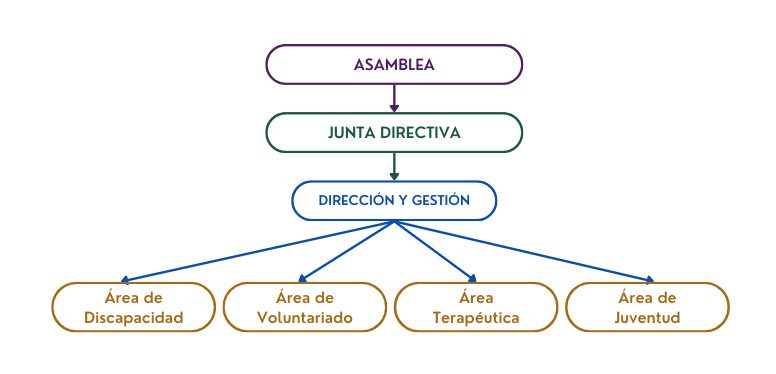 ASAMBLEA
JUNTA DIRECTIVA
DIRECCIÓN Y GESTIÓN
Área de
Discapacidad
Área de
Voluntariado
Área
Terapéutica
Área de
Juventud